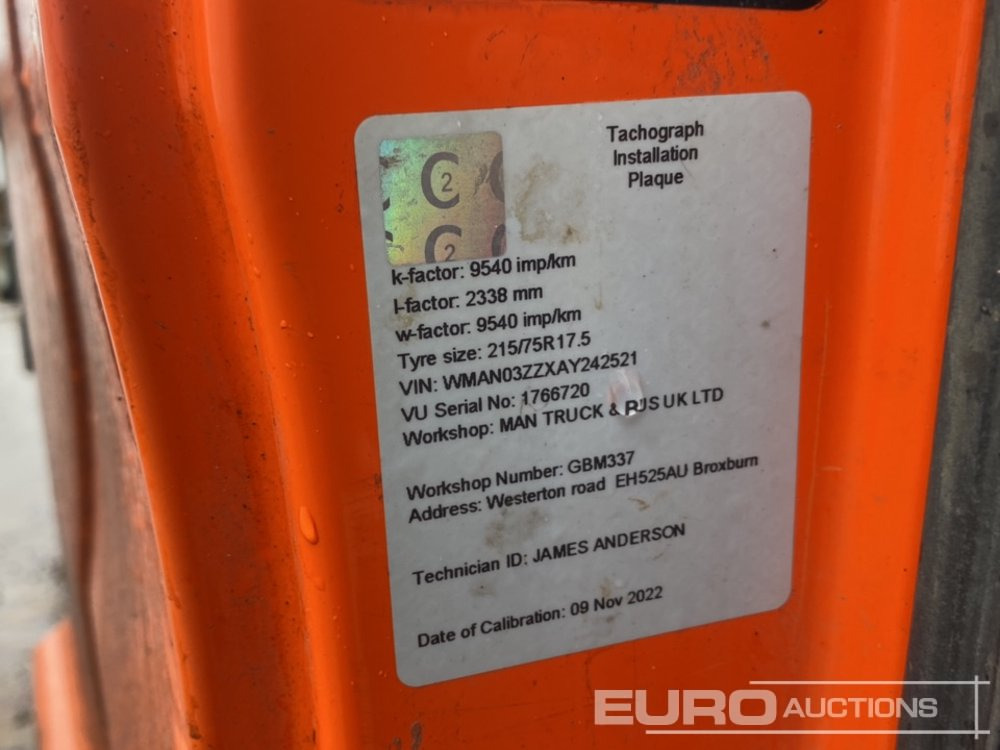 Tachograph
Installation
Plaque
C2
C2
k-factor: 9540 imp/km
l-factor: 2338 mm
w-factor: 9540 imp/km
Tyre size: 215/75R17.5
VIN: WMAN03ZZXAY242521
VU Serial No: 1766720
Workshop: MAN TRUCK & BUS UK LTD
Workshop Number: GBM337
Address: Westerton road EH525AU Broxburn
Technician ID: JAMES ANDERSON
Date of Calibration: 09 Nov 2022
EURO AUCTIONS